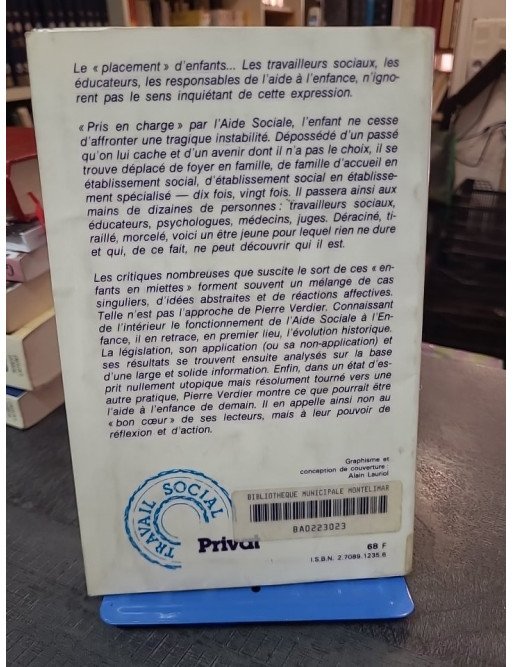 Le « placement » d'enfants... Les travailleurs sociaux, les
éducateurs, les responsables de l'aide à l'enfance, n'igno-
rent pas le sens inquiétant de cette expression.
« Pris en charge » par l'Aide Sociale, l'enfant ne cesse
d'affronter une tragique instabilité. Dépossédé d'un passé
qu'on lui cache et d'un avenir dont il n'a pas le choix, il se
trouve déplacé de foyer en famille, de famille d'accueil en
établissement social, d'établissement social en établisse-
ment spécialisé — dix fois, vingt fois. Il passera ainsi aux
mains de dizaines de personnes : travailleurs sociaux,
éducateurs, psychologues, médecins, juges. Déraciné, ti-
raillé, morcelé, voici un être jeune pour lequel rien ne dure
et qui, de ce fait, ne peut découvrir qui il est.
Les critiques nombreuses que suscite le sort de ces « en-
fants en miettes » forment souvent un mélange de cas
singuliers, d'idées abstraites et de réactions affectives.
Telle n'est pas l'approche de Pierre Verdier. Connaissant
de l'intérieur le fonctionnement de l'Aide Sociale à l'En-
fance, il en retrace, en premier lieu, l'évolution historique.
La législation, son application (ou sa non-application) et
ses résultats se trouvent ensuite analysés sur la base
d'une large et solide information. Enfin, dans un état d'es-
prit nullement utopique mais résolument tourné vers une
autre pratique, Pierre Verdier montre ce que pourrait être
l'aide à l'enfance de demain. Il en appelle ainsi non au
« bon cœur » de ses lecteurs, mais à leur pouvoir de
réflexion et d'action.
Graphisme et
conception de couverture :
Alain Lauriol
TRAVAIL SOCIAL
BIBLIOTHEQUE MUNICIPALE MONTELIMAR
BA0223023
Privat
68 F
I.S.B.N. 2.7089.1235.6